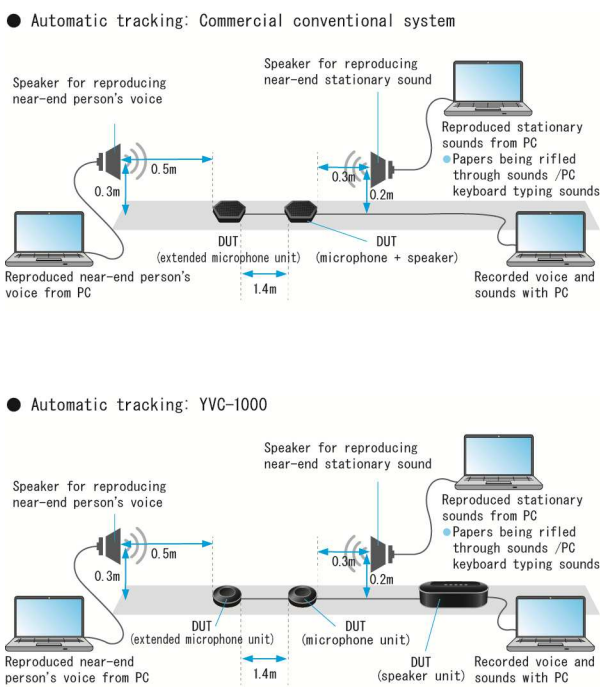 ● Automatic tracking: Commercial conventional system
Speaker for reproducing
near-end person's voice
Speaker for reproducing
near-end stationary sound
Reproduced stationary
sounds from PC
Papers being rifled
through sounds /PC
keyboard typing sounds
0.5m
0.3m
0.3m
0.2m
DUT
(extended microphone unit)
DUT
(microphone + speaker)
1.4m
Reproduced near-end person's
voice from PC
Recorded voice and
sounds with PC
● Automatic tracking: YVC-1000
Speaker for reproducing
near-end person's voice
Speaker for reproducing
near-end stationary sound
Reproduced stationary
sounds from PC
Papers being rifled
through sounds /PC
keyboard typing sounds
0.5m
0.3m
0.3m
0.2m
DUT
(extended microphone unit)
DUT
(microphone unit)
1.4m
DUT
(speaker unit)
Reproduced near-end
person's voice from PC
Recorded voice and
sounds with PC